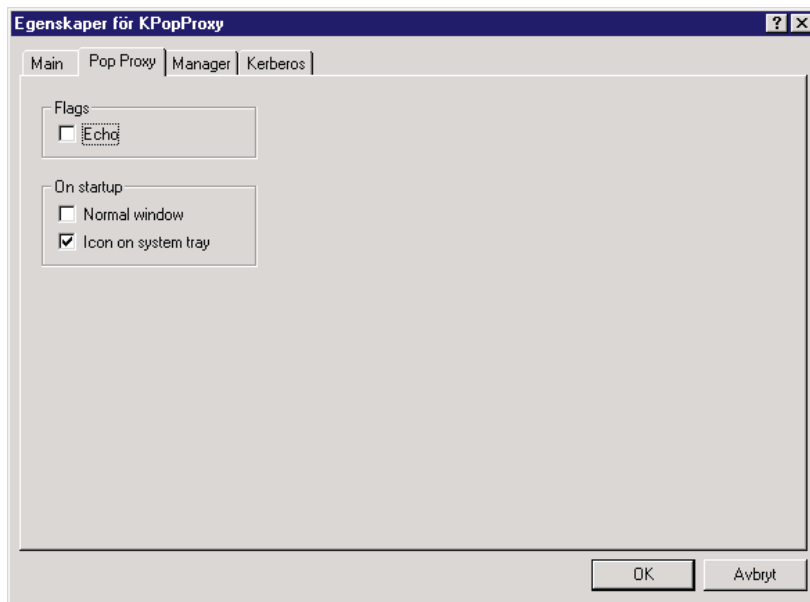 Egenskaper för KPopProxy
Main Pop Proxy Manager Kerberos
Flags
Echo
On startup
Normal window
Icon on system tray
OK Avbryt